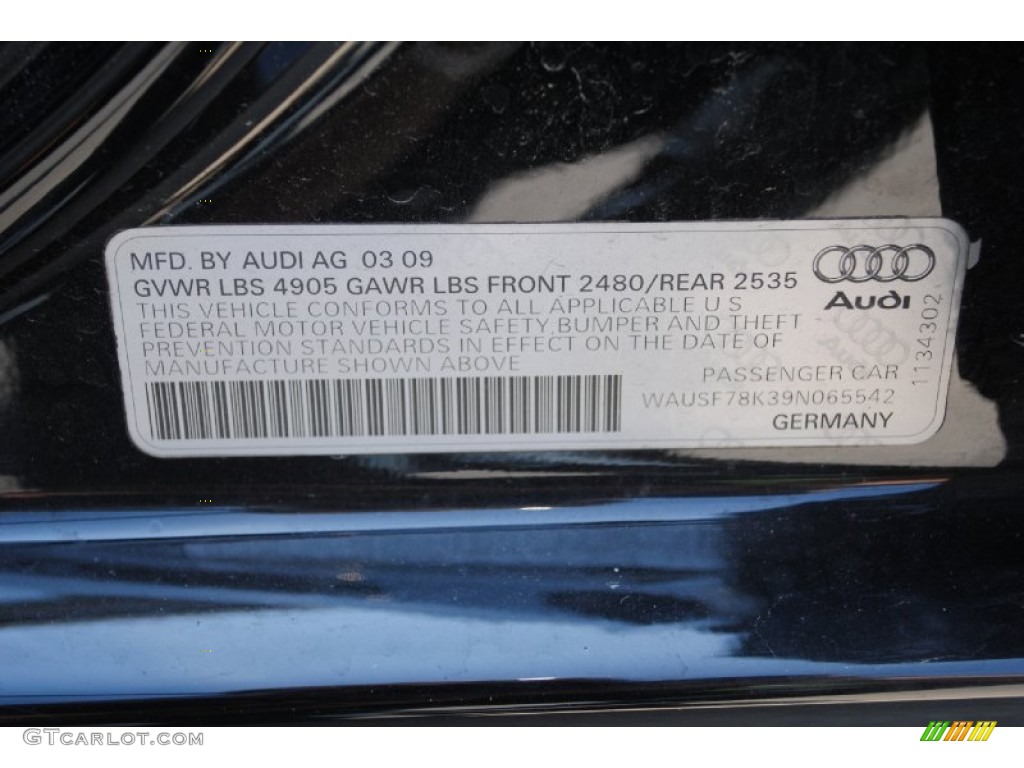 MFD. BY AUDI AG 03 09
GVWR LBS 4905 GAWR LBS FRONT 2480/REAR 2535
THIS VEHICLE CONFORMS TO ALL APPLICABLE U S
FEDERAL MOTOR VEHICLE SAFETY, BUMPER AND THEFT
PREVENTION STANDARDS IN EFFECT ON THE DATE OF
MANUFACTURE SHOWN ABOVE
PASSENGER CAR
WAUSF78K39N065542
GERMANY
Audi
11134302
GTCarlot.com